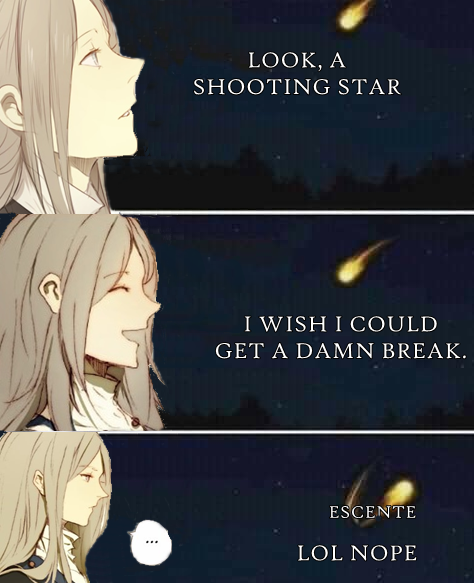 LOOK, A
SHOOTING STAR
I WISH I COULD
GET A DAMN BREAK.
ESCENTE
...
LOL NOPE